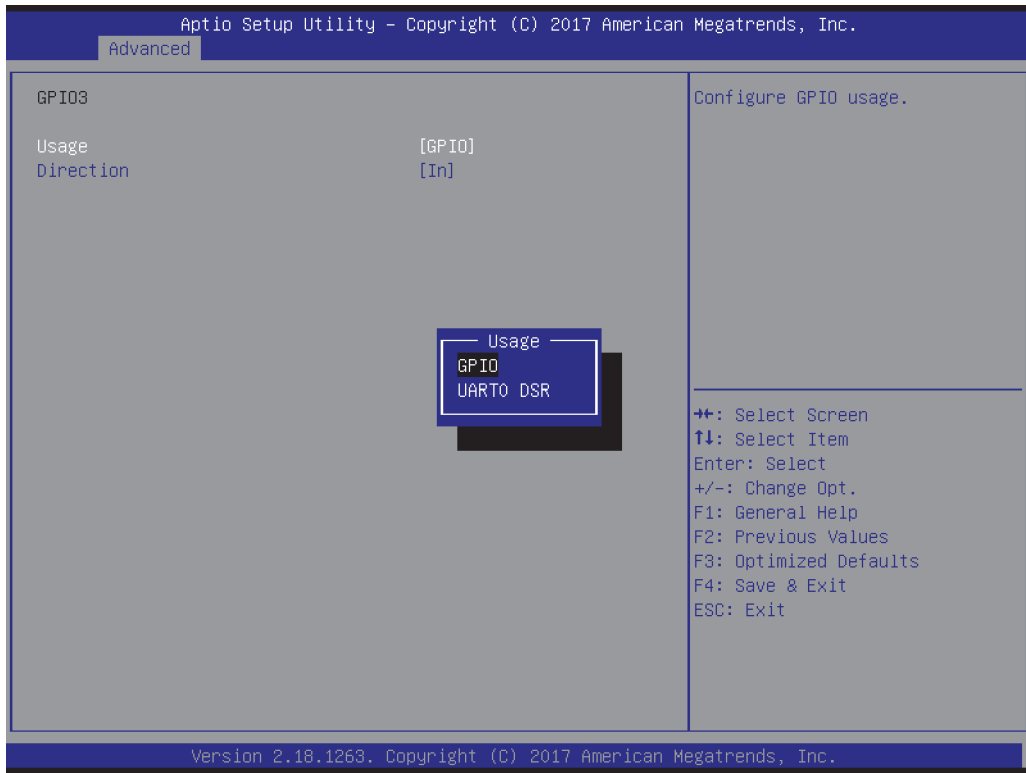 Aptio Setup Utility – Copyright (C) 2017 American Megatrends, Inc.
Advanced
GPIO3
Usage [GPIO]
Direction [In]
Configure GPIO usage.
Usage
GPIO
UART0 DSR
→←: Select Screen
↑↓: Select Item
Enter: Select
+/-: Change Opt.
F1: General Help
F2: Previous Values
F3: Optimized Defaults
F4: Save & Exit
ESC: Exit
Version 2.18.1263. Copyright (C) 2017 American Megatrends, Inc.